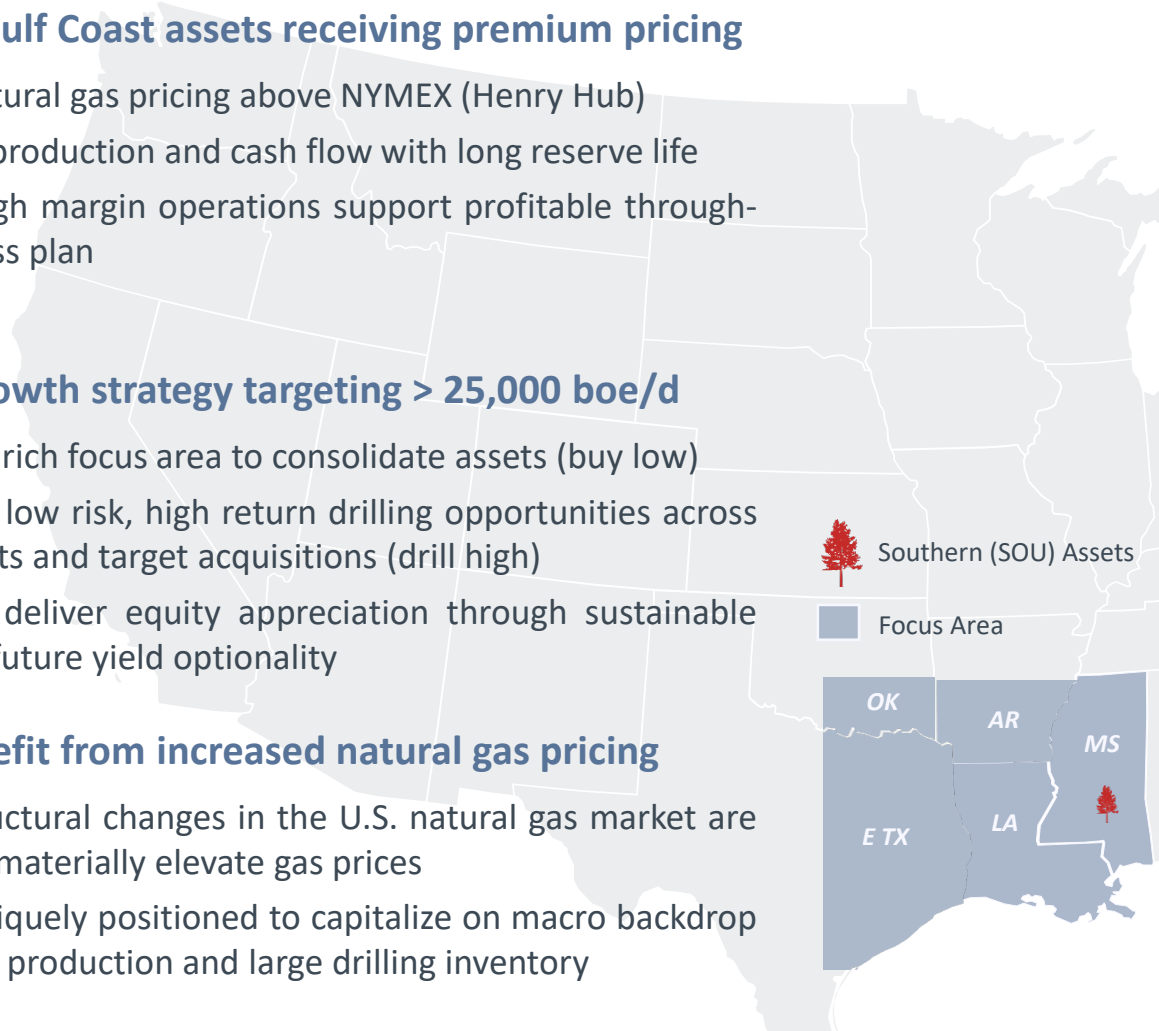 ulf Coast assets receiving premium pricing
tural gas pricing above NYMEX (Henry Hub)
production and cash flow with long reserve life
gh margin operations support profitable through-
ss plan
owth strategy targeting > 25,000 boe/d
rich focus area to consolidate assets (buy low)
low risk, high return drilling opportunities across
ts and target acquisitions (drill high)
deliver equity appreciation through sustainable
future yield optionality
efit from increased natural gas pricing
uctural changes in the U.S. natural gas market are
materially elevate gas prices
iquely positioned to capitalize on macro backdrop
production and large drilling inventory
Southern (SOU) Assets
Focus Area
OK
AR
MS
E TX
LA